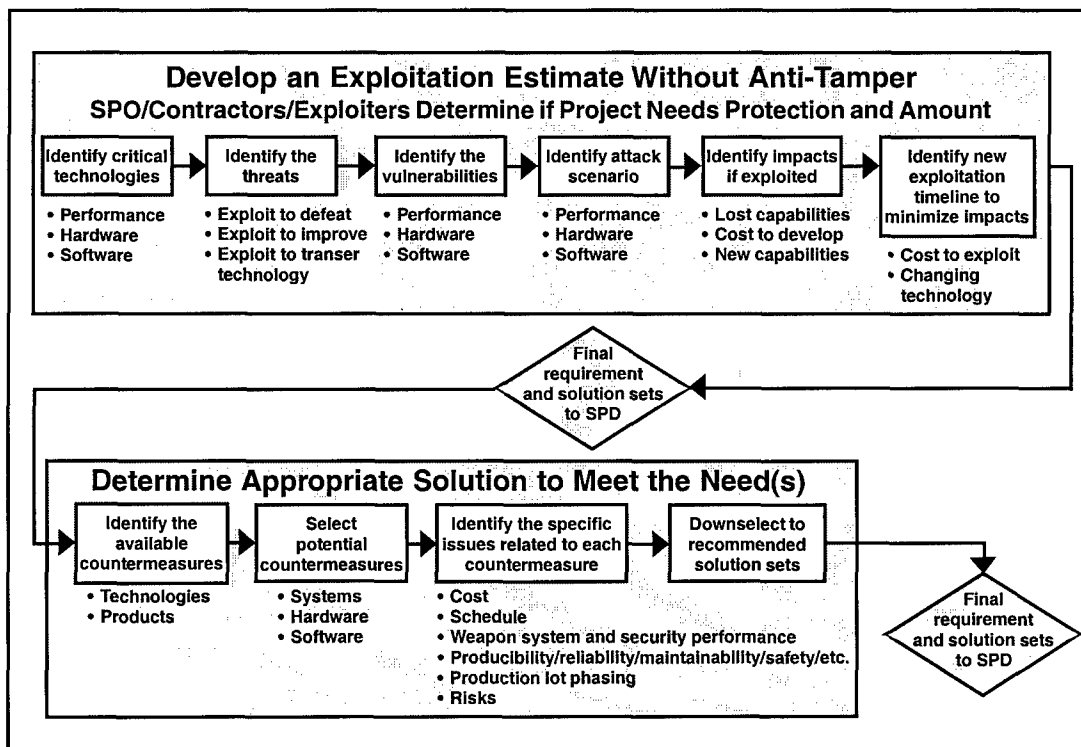 Develop an Exploitation Estimate Without Anti-Tamper
SPO/Contractors/Exploiters Determine if Project Needs Protection and Amount
Identify critical
technologies
• Performance
• Hardware
• Software
Identify the
threats
• Exploit to defeat
• Exploit to improve
• Exploit to transer
technology
Identify the
vulnerabilities
• Performance
• Hardware
• Software
Identify attack
scenario
• Performance
• Hardware
• Software
Identify impacts
if exploited
• Lost capabilities
• Cost to develop
• New capabilities
Identify new
exploitation
timeline to
minimize impacts
• Cost to exploit
• Changing
technology
Final
requirement
and solution sets
to SPD
Determine Appropriate Solution to Meet the Need(s)
Identify the
available
countermeasures
• Technologies
• Products
Select
potential
countermeasures
• Systems
• Hardware
• Software
Identify the specific
issues related to each
countermeasure
• Cost
• Schedule
• Weapon system and security performance
• Producibility/reliability/maintainability/safety/etc.
• Production lot phasing
• Risks
Downselect to
recommended
solution sets
Final
requirement
and solution sets
to SPD